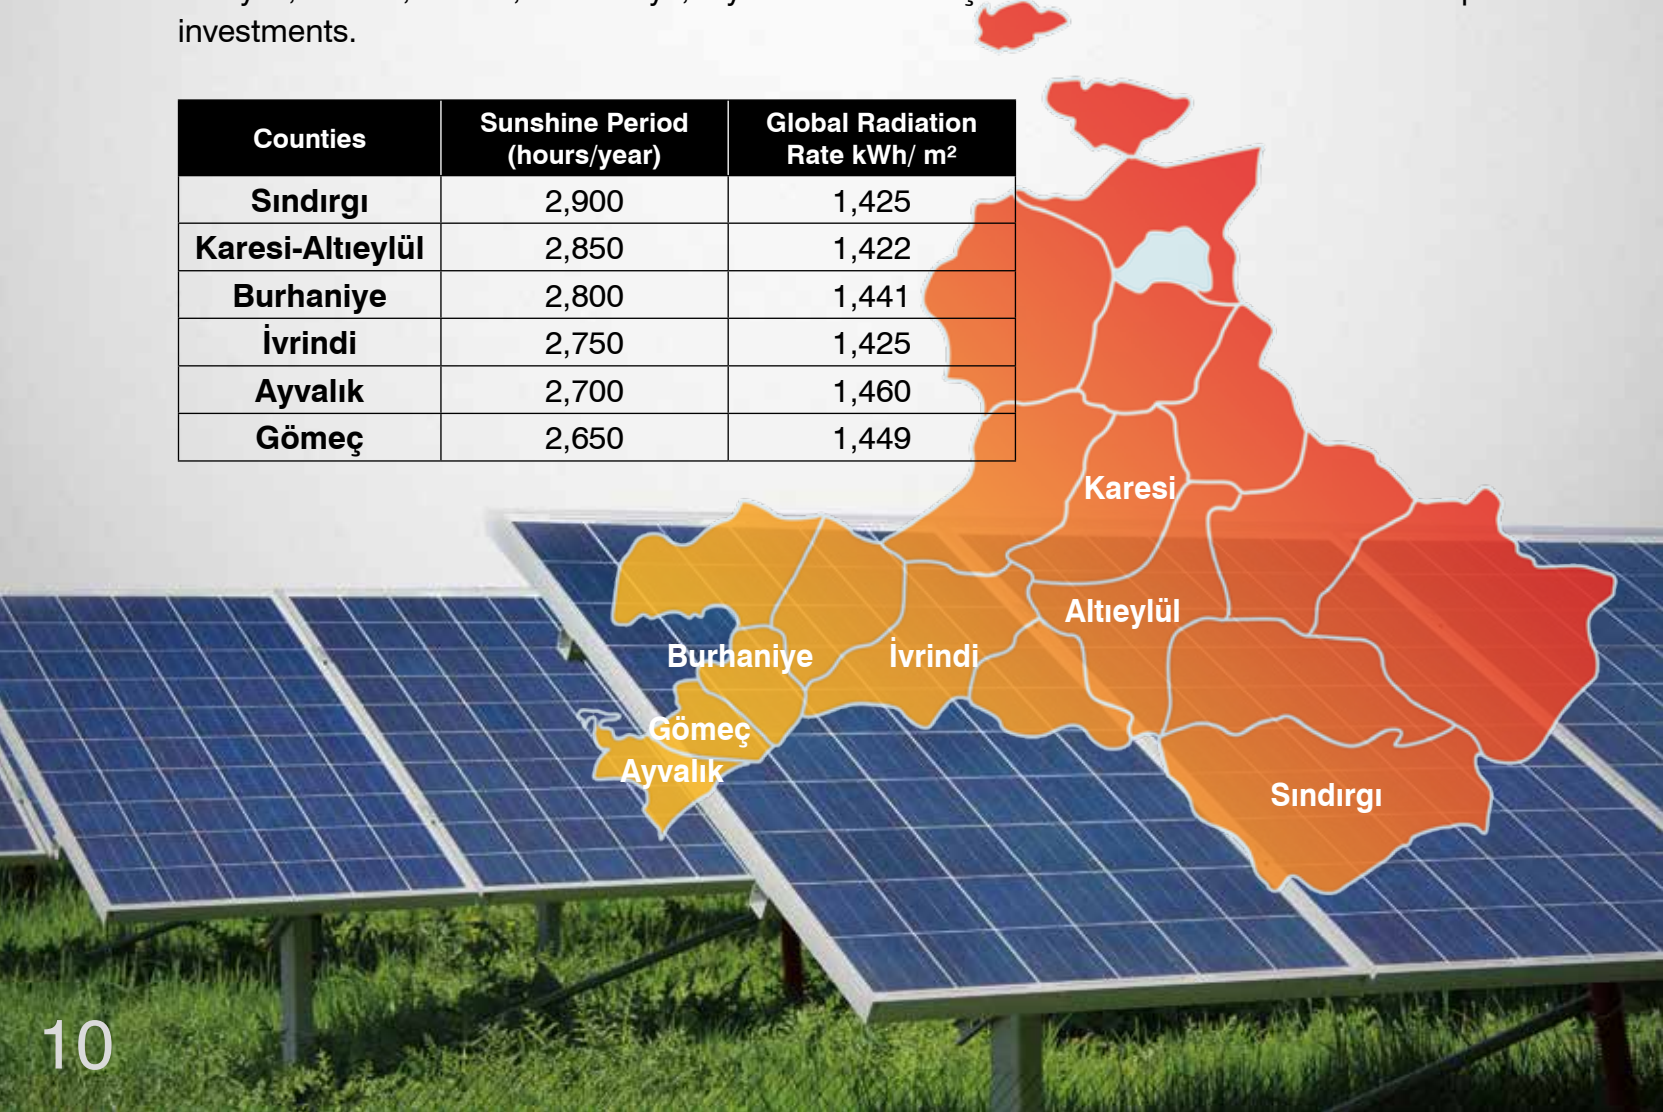 investments.
Counties
Sunshine Period
(hours/year)
Global Radiation
Rate kWh/ m²
Sındırgı 2,900 1,425
Karesi-Altıeylül 2,850 1,422
Burhaniye 2,800 1,441
İvrindi 2,750 1,425
Ayvalık 2,700 1,460
Gömeç 2,650 1,449
Karesi
Altıeylül
Burhaniye
İvrindi
Gömeç
Ayvalık
Sındırgı
10